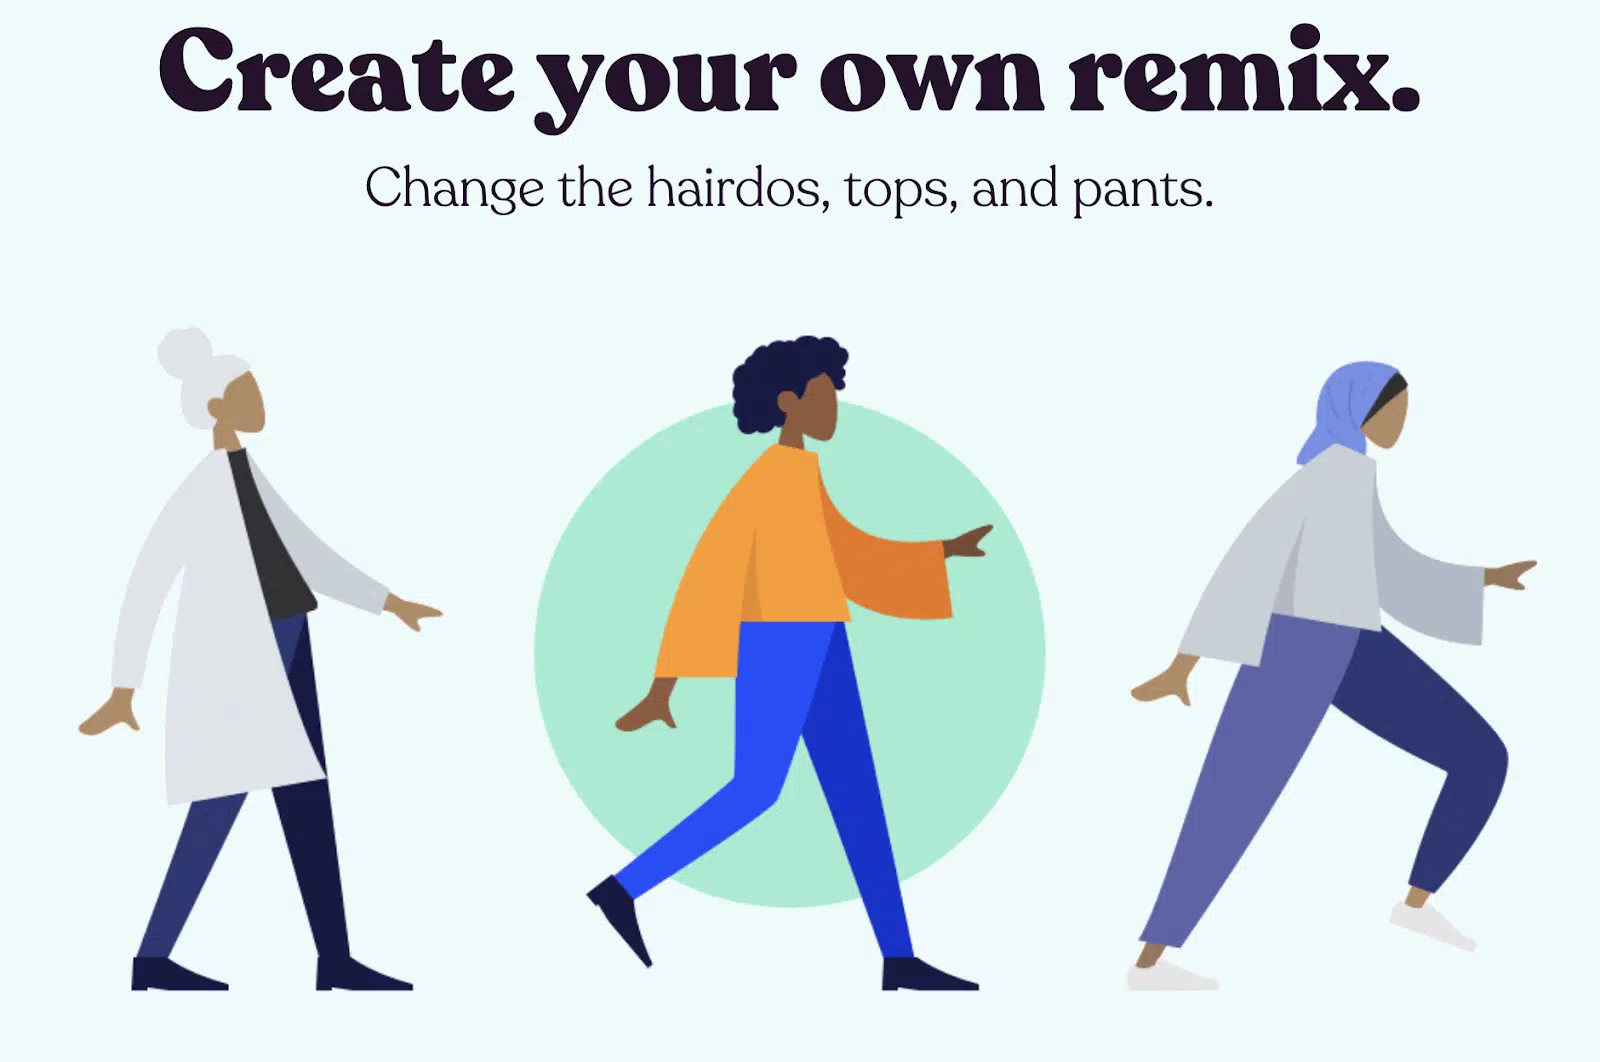 Create your own remix.
Change the hairdos, tops, and pants.